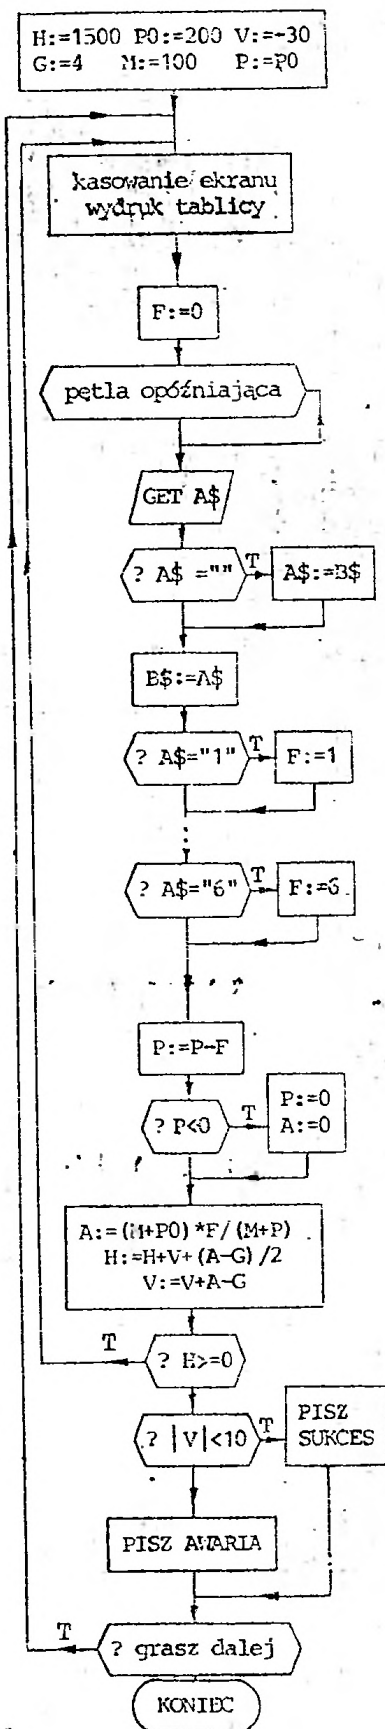 H:=1500 P0:=200 V:=-30
G:=4 M:=100 P:=P0
kasowanie ekranu
wydruk tablicy
F:=0
pętla opóźniająca
GET A$
? A$ ="" T A$:=B$
B$:=A$
? A$="1" T F:=1
? A$="6" T F:=6
P:=P-F
? P<0 T P:=0
A:=0
A:=(M+P0)*F/(M+P)
H:=H+V+(A-G)/2
V:=V+A-G
T ? H>=0
? |V|<10 T PISZ
SUKCES
PISZ AWARIA
T ? grasz dalej
KONIEC